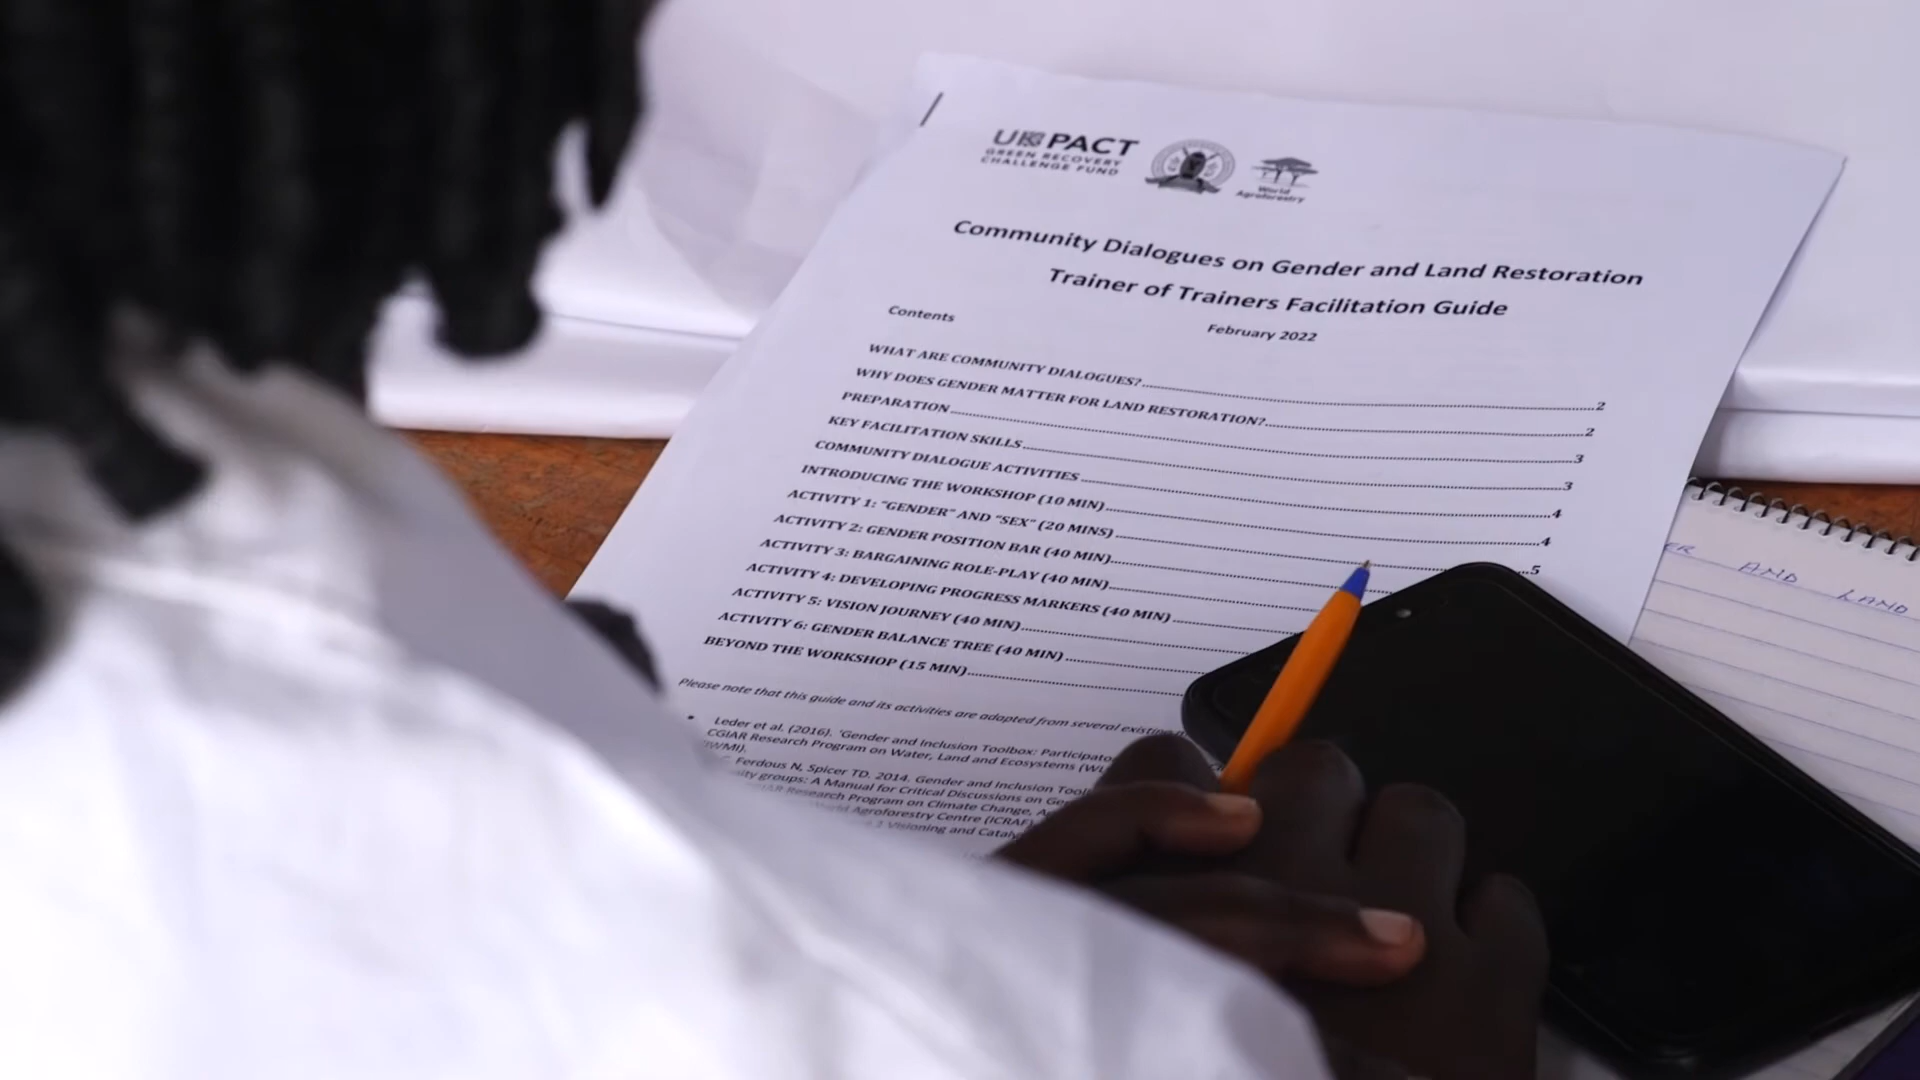 UK PACT
GREEN RECOVERY
CHALLENGE FUND
World
Agroforestry
Community Dialogues on Gender and Land Restoration
Trainer of Trainers Facilitation Guide
February 2022
Contents
WHAT ARE COMMUNITY DIALOGUES?..........2
WHY DOES GENDER MATTER FOR LAND RESTORATION?..........2
PREPARATION..........3
KEY FACILITATION SKILLS..........3
COMMUNITY DIALOGUE ACTIVITIES..........4
INTRODUCING THE WORKSHOP (10 MIN)..........4
ACTIVITY 1: "GENDER" AND "SEX" (20 MINS)..........5
ACTIVITY 2: GENDER POSITION BAR (40 MIN)..........
ACTIVITY 3: BARGAINING ROLE-PLAY (40 MIN)..........
ACTIVITY 4: DEVELOPING PROGRESS MARKERS (40 MIN)..........
ACTIVITY 5: VISION JOURNEY (40 MIN)..........
ACTIVITY 6: GENDER BALANCE TREE (40 MIN)..........
BEYOND THE WORKSHOP (15 MIN)..........
Please note that this guide and its activities are adapted from several existing
• Leder et al. (2016). 'Gender and Inclusion Toolbox:
CGIAR Research Program on Water, Land and Ecosystems
(IWMI).
Ferdous N, Spicer TD. 2014. Gender and Inclusion
groups: A Manual for Critical Discussions on
Research Program on Climate Change,
Agroforestry Centre (ICRAF)
1 Visioning and
AND LAND